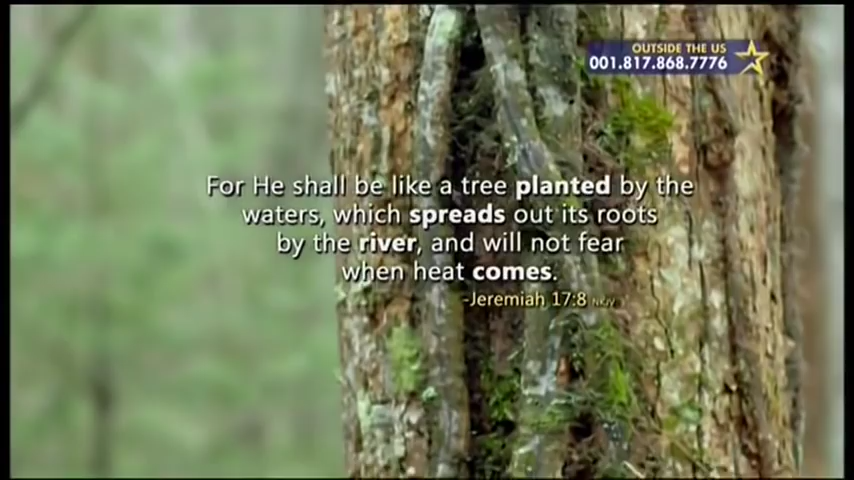 OUTSIDE THE US
001.817.868.7776
For He shall be like a tree planted by the
waters, which spreads out its roots
by the river, and will not fear
when heat comes.
-Jeremiah 17:8 NKJV